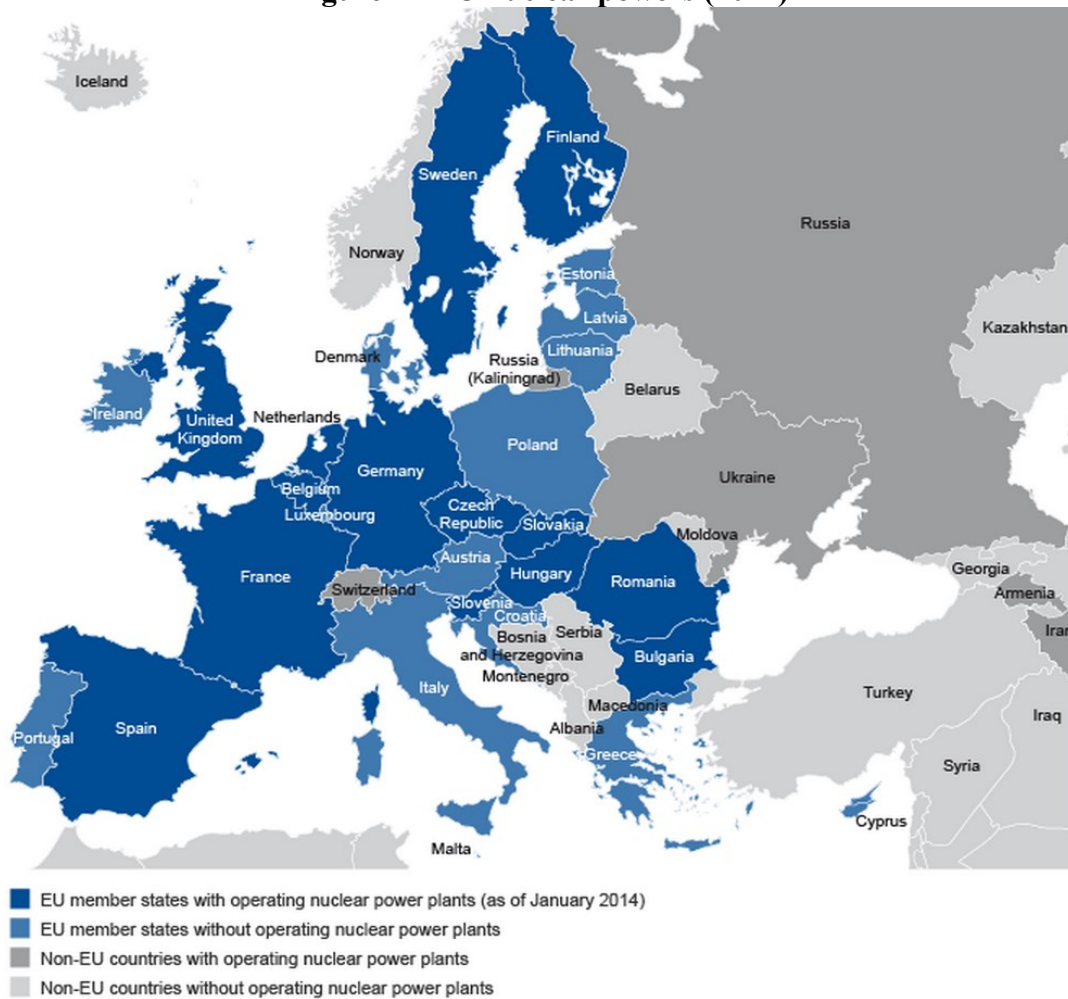 Iceland
Finland
Sweden
Russia
Norway
Estonia
Latvia
Kazakhstan
Lithuania
Denmark
Russia
(Kaliningrad)
Belarus
Ireland
United
Kingdom
Netherlands
Poland
Germany
Ukraine
Belgium
Czech
Republic
Luxembourg
Slovakia
Moldova
Austria
Georgia
France
Hungary
Romania
Switzerland
Armenia
Slovenia
Croatia
Serbia
Bosnia
and Herzegovina
Iran
Bulgaria
Montenegro
Italy
Turkey
Macedonia
Iraq
Spain
Albania
Portugal
Greece
Syria
Cyprus
Malta
EU member states with operating nuclear power plants (as of January 2014)
EU member states without operating nuclear power plants
Non-EU countries with operating nuclear power plants
Non-EU countries without operating nuclear power plants